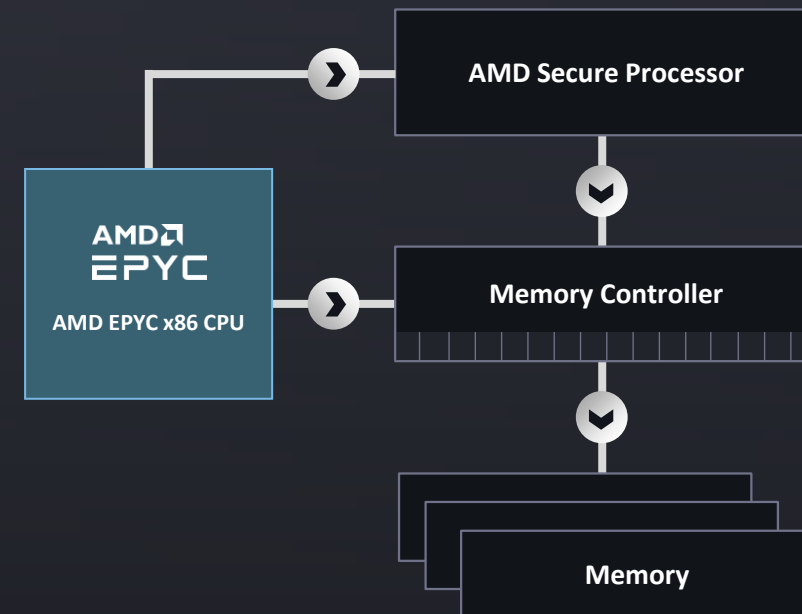 AMD Secure Processor
AMD
EPYC
AMD EPYC x86 CPU
Memory Controller
Memory